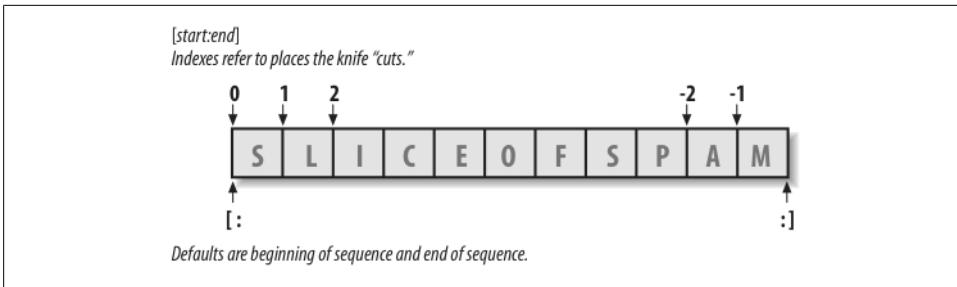 [start:end]
Indexes refer to places the knife “cuts.”
0 1 2 -2 -1
S L I C E O F S P A M
[: :]
Defaults are beginning of sequence and end of sequence.